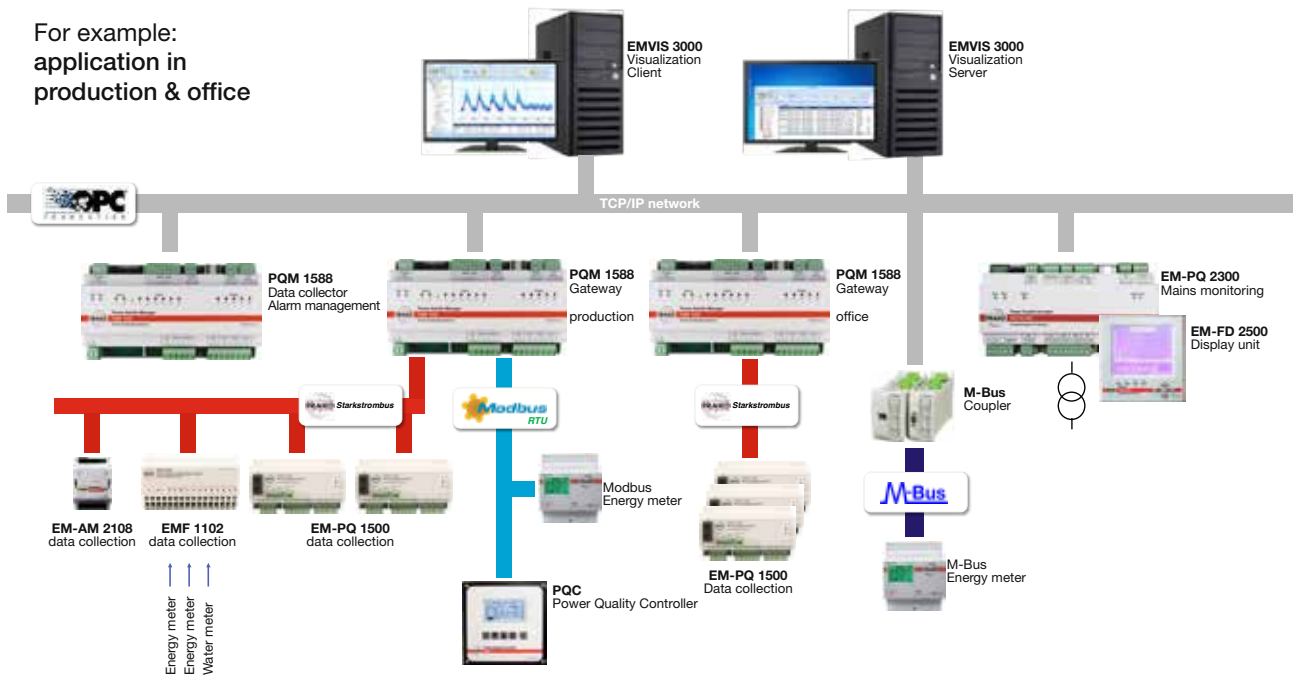 For example:
application in
production & office
EMVIS 3000
Visualization
Client
EMVIS 3000
Visualization
Server
OPC
FOUNDATION
TCP/IP network
PQM 1588
Data collector
Alarm management
PQM 1588
Gateway
production
PQM 1588
Gateway
office
EM-PQ 2300
Mains monitoring
EM-FD 2500
Display unit
Starkstrombus
Modbus
RTU
Starkstrombus
M-Bus
Coupler
M-Bus
EM-AM 2108
data collection
EMF 1102
data collection
EM-PQ 1500
data collection
Modbus
Energy meter
EM-PQ 1500
Data collection
M-Bus
Energy meter
PQC
Power Quality Controller
Energy meter
Energy meter
Water meter